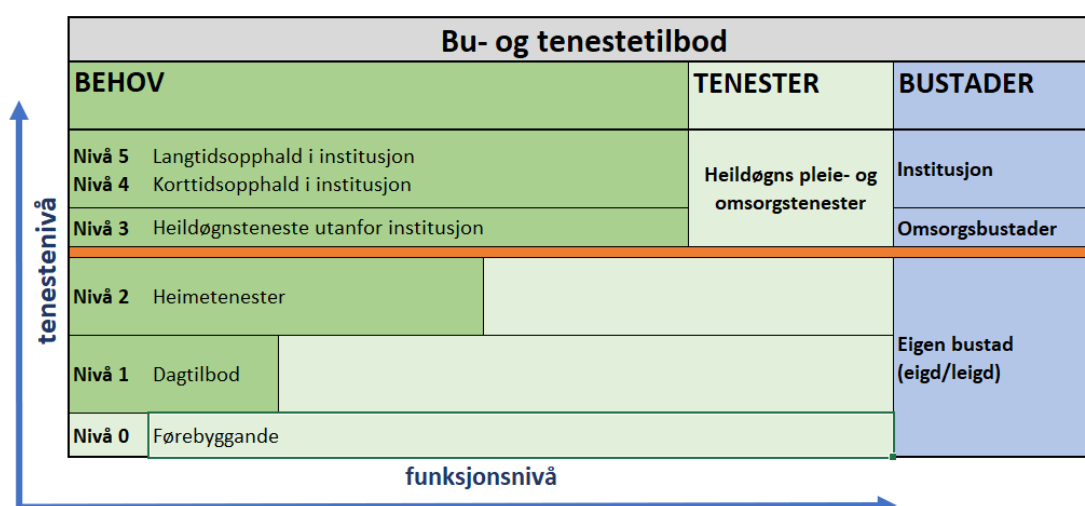 Bu- og tenestetilbod
BEHOV TENESTER BUSTADER
Nivå 5 Langtidsopphald i institusjon
Nivå 4 Korttidsopphald i institusjon
Heildøgns pleie- og
omsorgstenester
Institusjon
Nivå 3 Heildøgnsteneste utanfor institusjon
Omsorgsbustader
Nivå 2 Heimetenester
Nivå 1 Dagtilbod
Eigen bustad
(eigd/leigd)
Nivå 0 Førebyggande
tenestenivå
funksjonsnivå